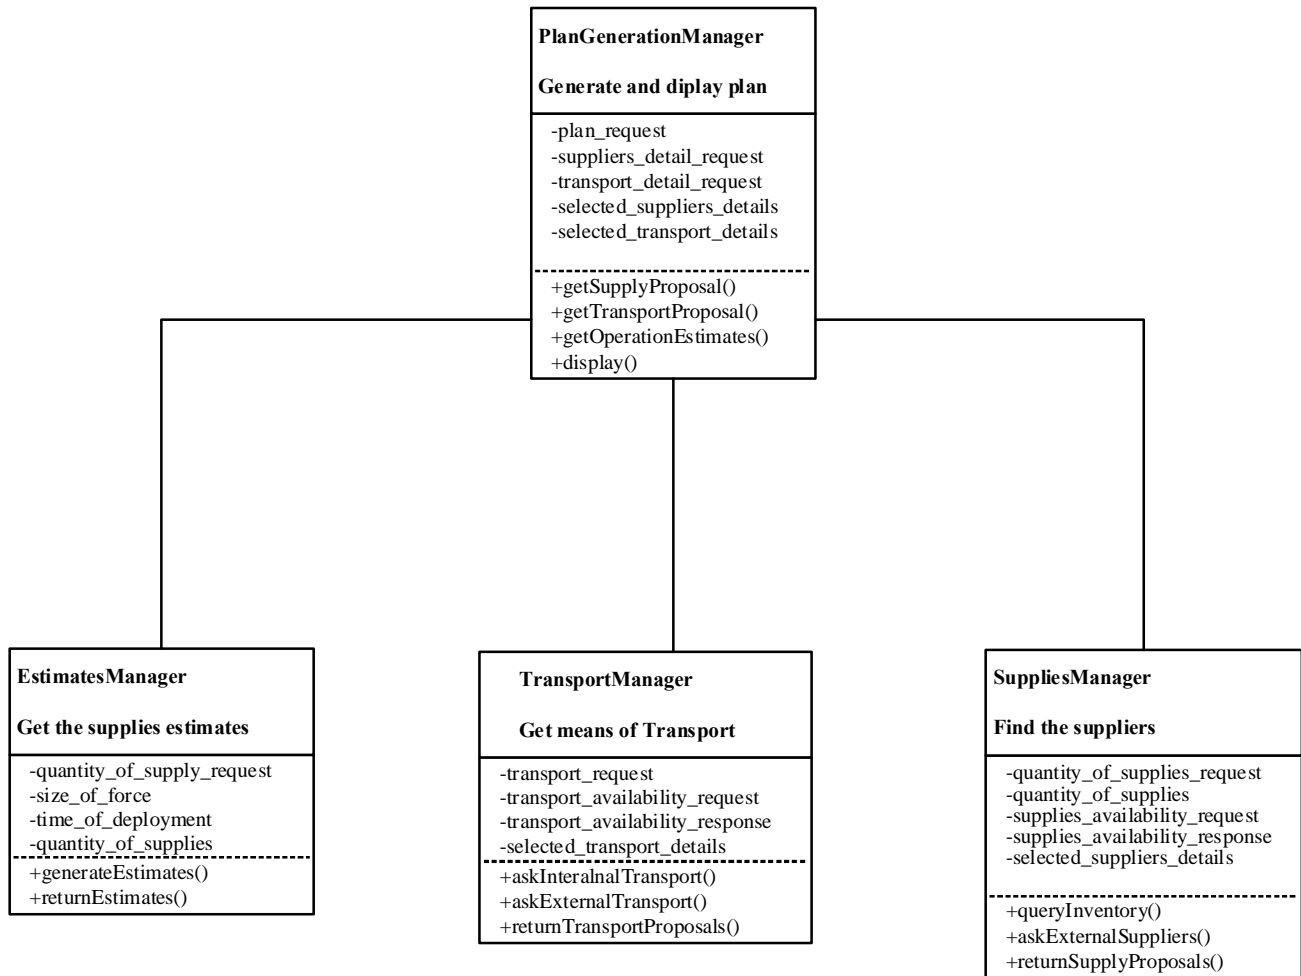 PlanGenerationManager
Generate and diplay plan
-plan_request
-suppliers_detail_request
-transport_detail_request
-selected_suppliers_details
-selected_transport_details
+getSupplyProposal()
+getTransportProposal()
+getOperationEstimates()
+display()
EstimatesManager
Get the supplies estimates
-quantity_of_supply_request
-size_of_force
-time_of_deployment
-quantity_of_supplies
+generateEstimates()
+returnEstimates()
TransportManager
Get means of Transport
-transport_request
-transport_availability_request
-transport_availability_response
-selected_transport_details
+askInteralnalTransport()
+askExternalTransport()
+returnTransportProposals()
SuppliesManager
Find the suppliers
-quantity_of_supplies_request
-quantity_of_supplies
-supplies_availability_request
-supplies_availability_response
-selected_suppliers_details
+queryInventory()
+askExternalSuppliers()
+returnSupplyProposals()